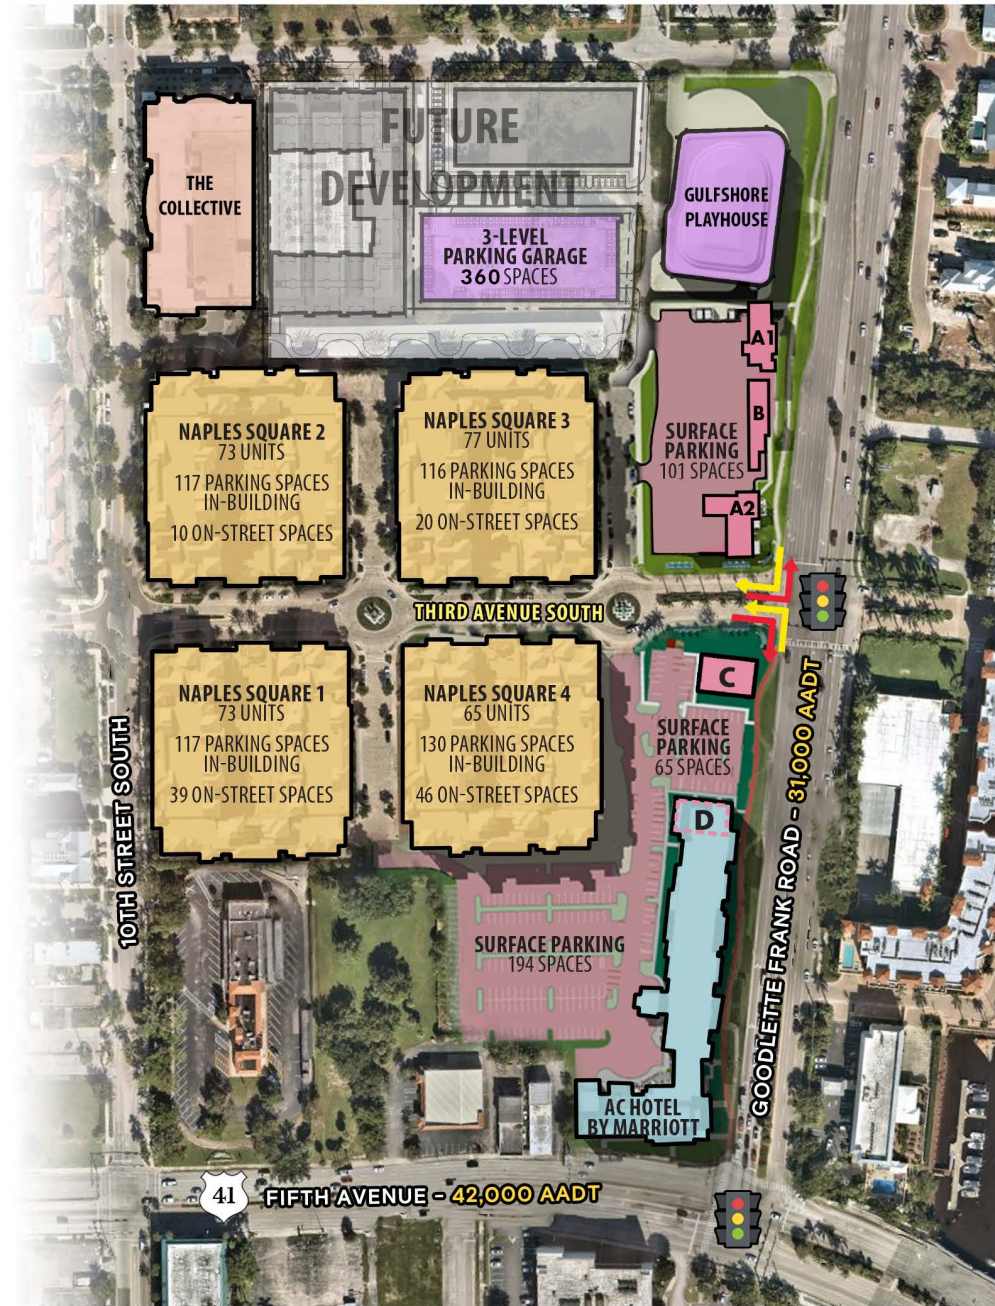 FUTURE
DEVELOPMENT
THE
COLLECTIVE
GULFSHORE
PLAYHOUSE
3-LEVEL
PARKING GARAGE
360 SPACES
A1
B
SURFACE
PARKING
101 SPACES
A2
NAPLES SQUARE 2
73 UNITS
117 PARKING SPACES
IN-BUILDING
10 ON-STREET SPACES
NAPLES SQUARE 3
77 UNITS
116 PARKING SPACES
IN-BUILDING
20 ON-STREET SPACES
THIRD AVENUE SOUTH
NAPLES SQUARE 1
73 UNITS
117 PARKING SPACES
IN-BUILDING
39 ON-STREET SPACES
NAPLES SQUARE 4
65 UNITS
130 PARKING SPACES
IN-BUILDING
46 ON-STREET SPACES
C
SURFACE
PARKING
65 SPACES
D
10TH STREET SOUTH
GOODLETTE FRANK ROAD - 31,000 AADT
SURFACE PARKING
194 SPACES
AC HOTEL
BY MARRIOTT
41
FIFTH AVENUE - 42,000 AADT